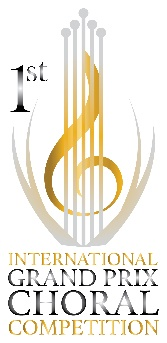 1st
INTERNATIONAL
GRAND PRIX
CHORAL
COMPETITION